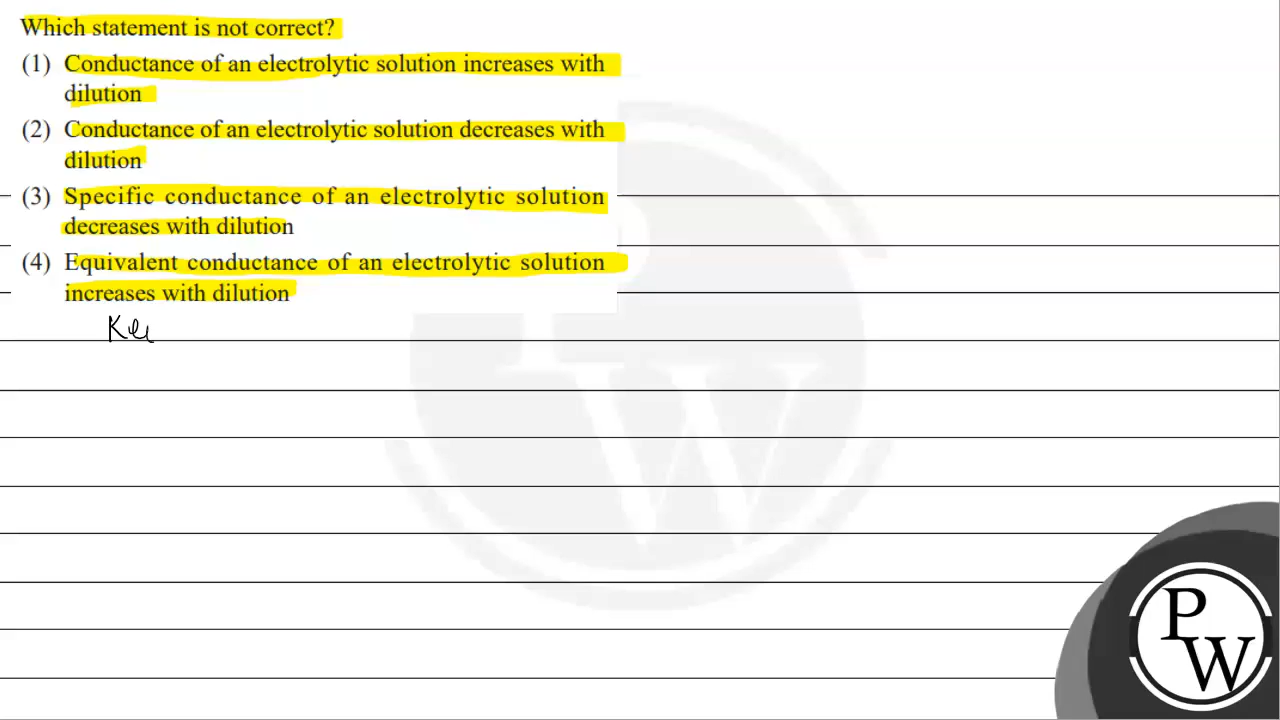 Which statement is not correct?
(1) Conductance of an electrolytic solution increases with
dilution
(2) Conductance of an electrolytic solution decreases with
dilution
(3) Specific conductance of an electrolytic solution
decreases with dilution
(4) Equivalent conductance of an electrolytic solution
increases with dilution
P
W
P
W